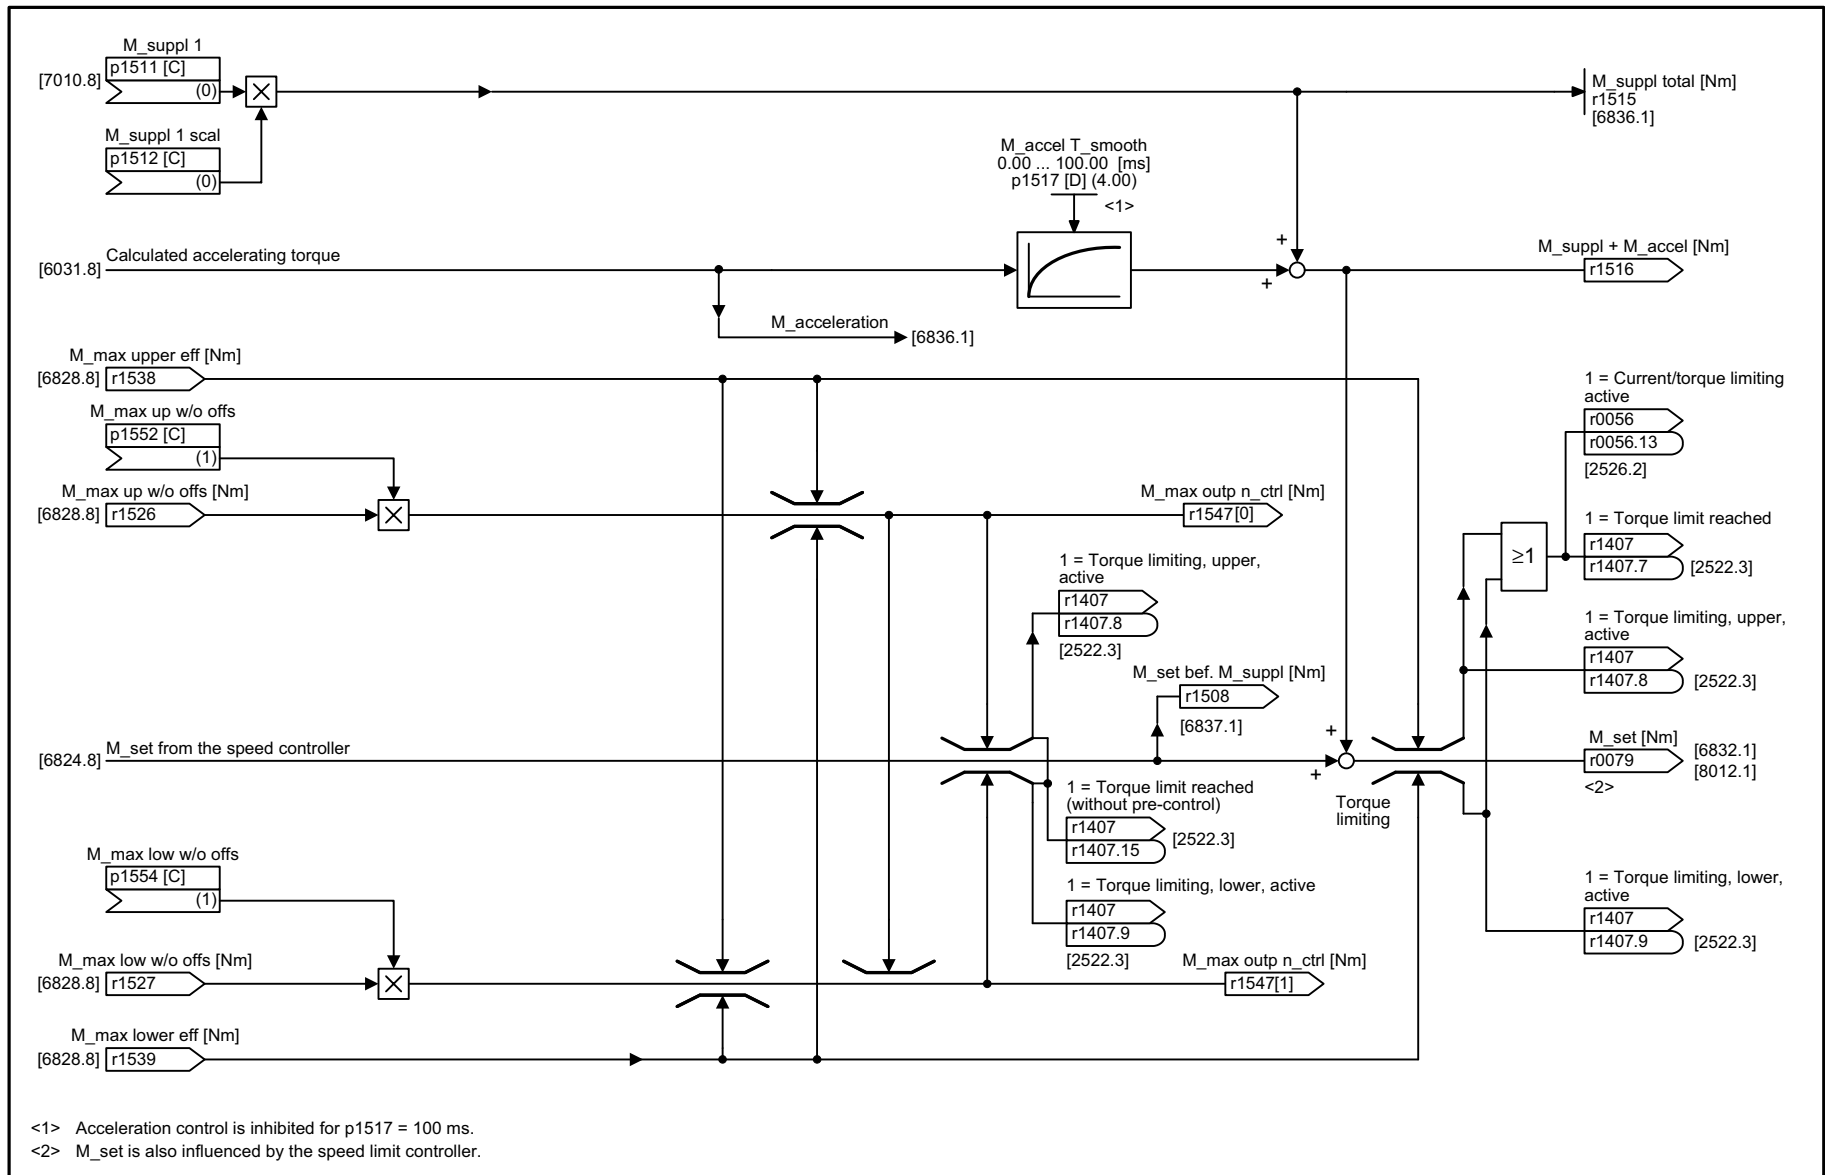 M_suppl 1
[7010.8]
p1511 [C]
(0)
M_suppl 1 scal
p1512 [C]
(0)
M_suppl total [Nm]
r1515
[6836.1]
M_accel T_smooth
0.00 ... 100.00 [ms]
p1517 [D] (4.00)
<1>
[6031.8]
Calculated accelerating torque
+
+
M_suppl + M_accel [Nm]
r1516
M_acceleration
[6836.1]
M_max upper eff [Nm]
[6828.8]
r1538
M_max up w/o offs
p1552 [C]
(1)
M_max up w/o offs [Nm]
[6828.8]
r1526
M_max outp n_ctrl [Nm]
r1547[0]
1 = Current/torque limiting
active
r0056
r0056.13
[2526.2]
≥1
1 = Torque limit reached
r1407
r1407.7
[2522.3]
1 = Torque limiting, upper,
active
r1407
r1407.8
[2522.3]
1 = Torque limiting, upper,
active
r1407
r1407.8
[2522.3]
M_set bef. M_suppl [Nm]
r1508
[6837.1]
[6824.8]
M_set from the speed controller
+
+
Torque
limiting
M_set [Nm]
r0079
<2>
[6832.1]
[8012.1]
1 = Torque limit reached
(without pre-control)
r1407
r1407.15
[2522.3]
1 = Torque limiting, lower, active
r1407
r1407.9
[2522.3]
1 = Torque limiting, lower,
active
r1407
r1407.9
[2522.3]
M_max low w/o offs
p1554 [C]
(1)
M_max low w/o offs [Nm]
[6828.8]
r1527
M_max outp n_ctrl [Nm]
r1547[1]
M_max lower eff [Nm]
[6828.8]
r1539
<1> Acceleration control is inhibited for p1517 = 100 ms.
<2> M_set is also influenced by the speed limit controller.